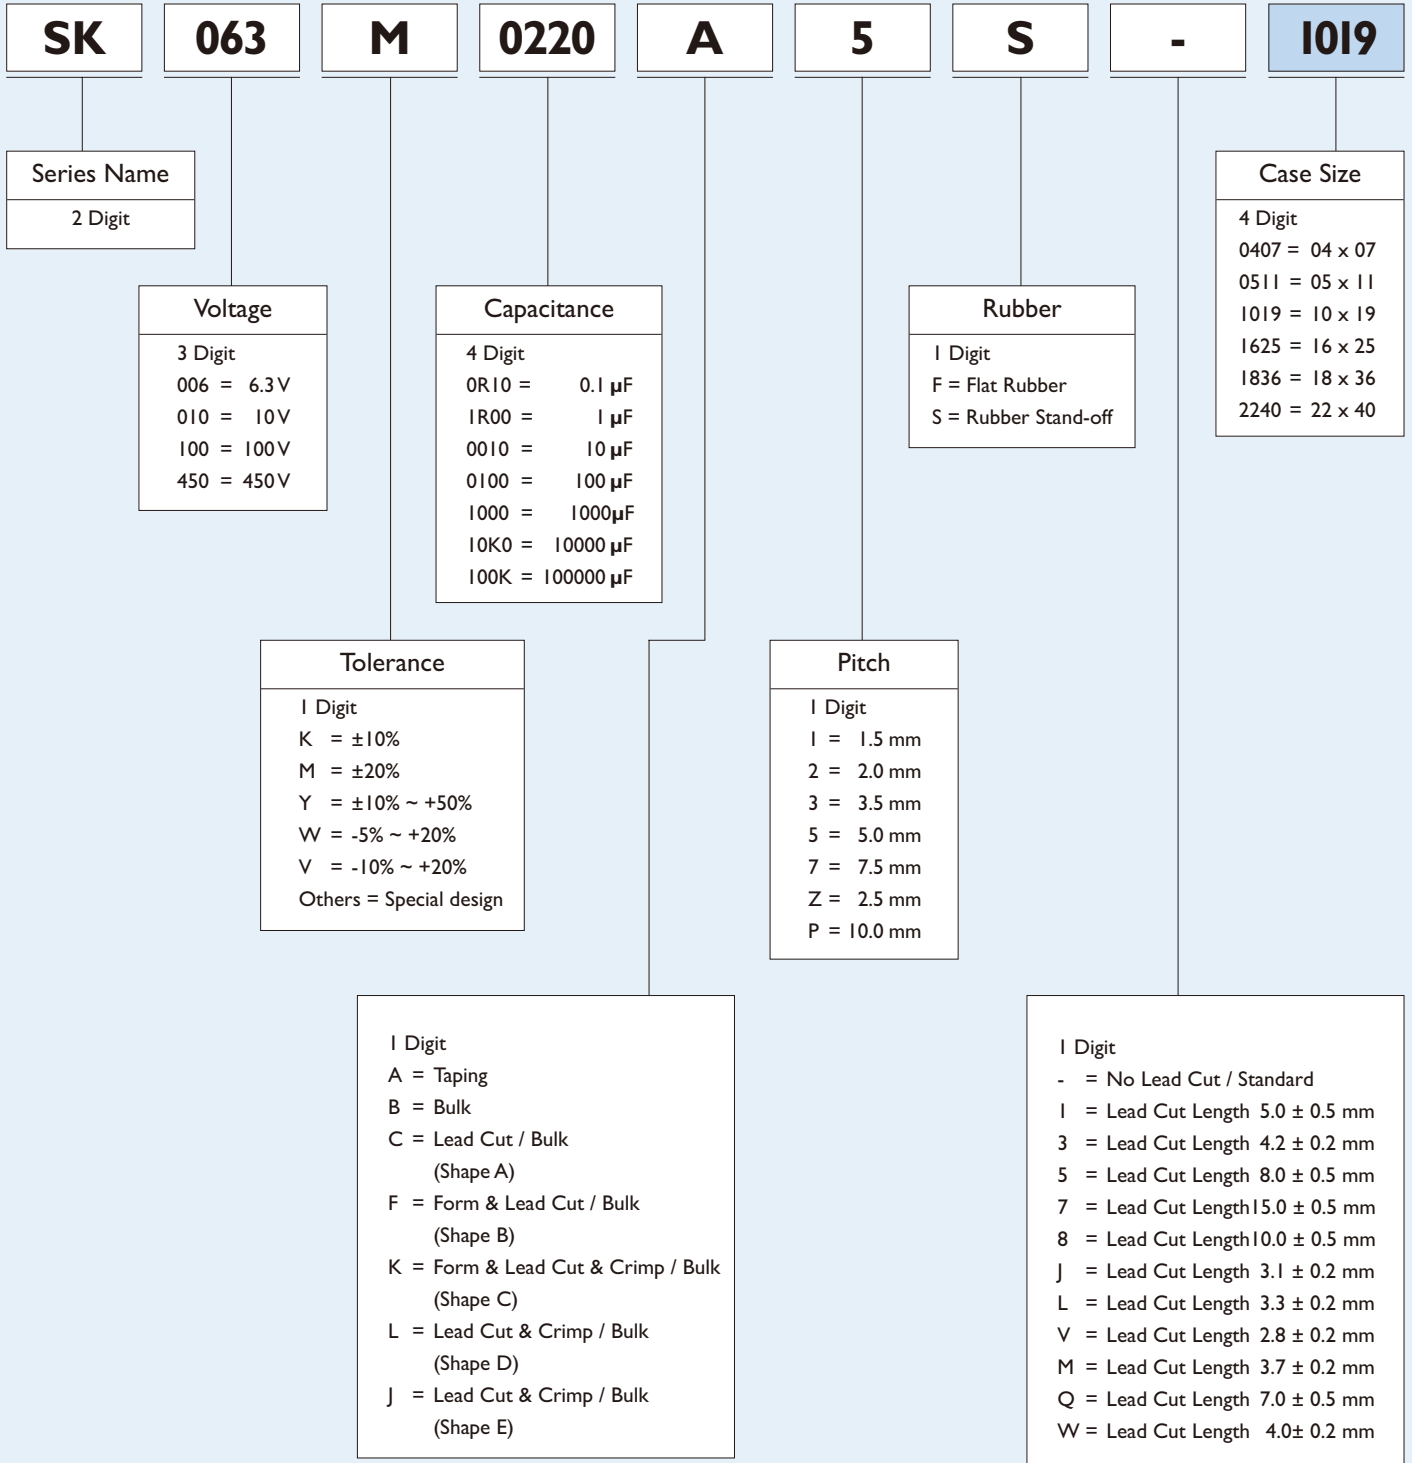 SK 063 M 0220 A 5 S - 1019
Series Name
2 Digit
Case Size
4 Digit
0407 = 04 x 07
0511 = 05 x 11
1019 = 10 x 19
1625 = 16 x 25
1836 = 18 x 36
2240 = 22 x 40
Voltage
3 Digit
006 = 6.3 V
010 = 10 V
100 = 100 V
450 = 450 V
Capacitance
4 Digit
0R10 = 0.1 µF
1R00 = 1 µF
0010 = 10 µF
0100 = 100 µF
1000 = 1000µF
10K0 = 10000 µF
100K = 100000 µF
Rubber
1 Digit
F = Flat Rubber
S = Rubber Stand-off
Tolerance
1 Digit
K = ±10%
M = ±20%
Y = ±10% ~ +50%
W = -5% ~ +20%
V = -10% ~ +20%
Others = Special design
Pitch
1 Digit
1 = 1.5 mm
2 = 2.0 mm
3 = 3.5 mm
5 = 5.0 mm
7 = 7.5 mm
Z = 2.5 mm
P = 10.0 mm
1 Digit
A = Taping
B = Bulk
C = Lead Cut / Bulk
(Shape A)
F = Form & Lead Cut / Bulk
(Shape B)
K = Form & Lead Cut & Crimp / Bulk
(Shape C)
L = Lead Cut & Crimp / Bulk
(Shape D)
J = Lead Cut & Crimp / Bulk
(Shape E)
1 Digit
- = No Lead Cut / Standard
1 = Lead Cut Length 5.0 ± 0.5 mm
3 = Lead Cut Length 4.2 ± 0.2 mm
5 = Lead Cut Length 8.0 ± 0.5 mm
7 = Lead Cut Length15.0 ± 0.5 mm
8 = Lead Cut Length10.0 ± 0.5 mm
J = Lead Cut Length 3.1 ± 0.2 mm
L = Lead Cut Length 3.3 ± 0.2 mm
V = Lead Cut Length 2.8 ± 0.2 mm
M = Lead Cut Length 3.7 ± 0.2 mm
Q = Lead Cut Length 7.0 ± 0.5 mm
W = Lead Cut Length 4.0± 0.2 mm